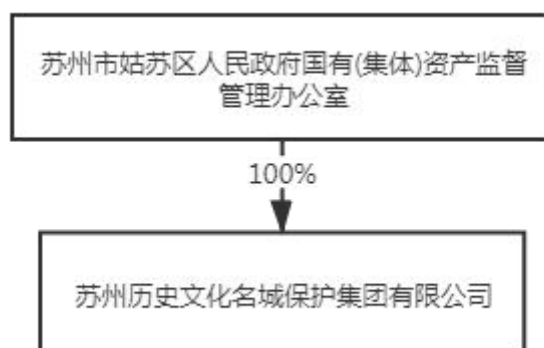 苏州市姑苏区人民政府国有(集体)资产监督
管理办公室
100%
苏州历史文化名城保护集团有限公司